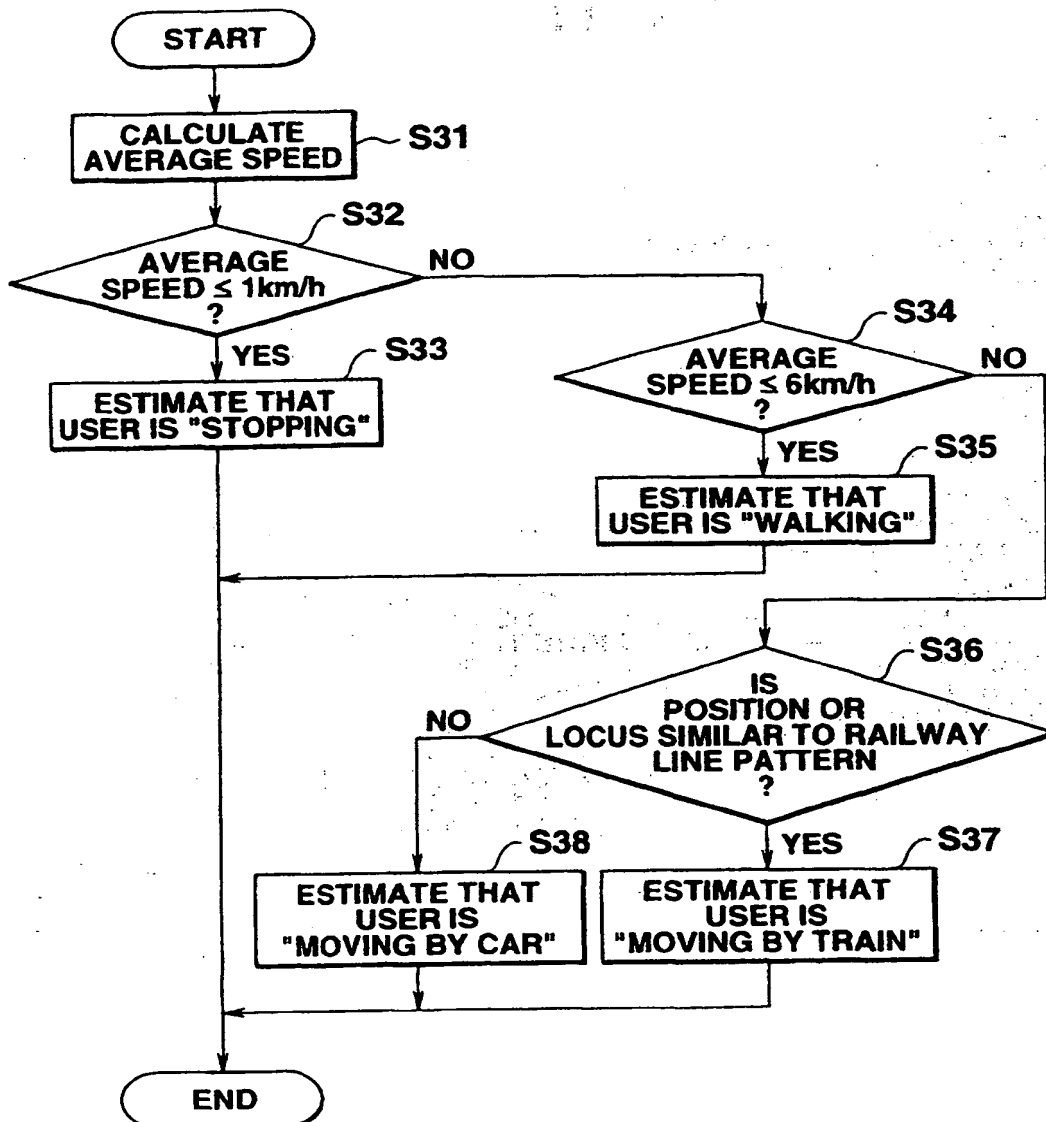 START
CALCULATE
AVERAGE SPEED
S31
S32
AVERAGE
SPEED ≤ 1km/h
?
NO
YES
S33
ESTIMATE THAT
USER IS "STOPPING"
S34
AVERAGE
SPEED ≤ 6km/h
?
NO
YES
S35
ESTIMATE THAT
USER IS "WALKING"
S36
IS
POSITION OR
LOCUS SIMILAR TO RAILWAY
LINE PATTERN
?
NO
YES
S38
ESTIMATE THAT
USER IS
"MOVING BY CAR"
S37
ESTIMATE THAT
USER IS
"MOVING BY TRAIN"
END